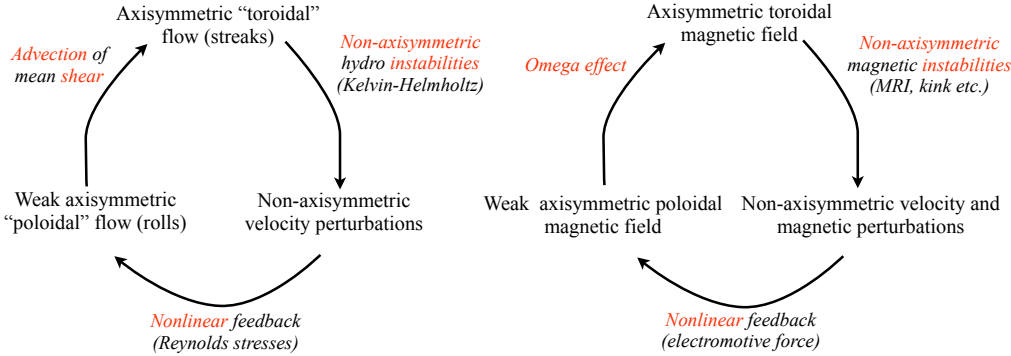 Axisymmetric “toroidal”
flow (streaks)
Advection of
mean shear
Non-axisymmetric
hydro instabilities
(Kelvin-Helmholtz)
Weak axisymmetric
“poloidal” flow (rolls)
Non-axisymmetric
velocity perturbations
Nonlinear feedback
(Reynolds stresses)
Axisymmetric toroidal
magnetic field
Omega effect
Non-axisymmetric
magnetic instabilities
(MRI, kink etc.)
Weak axisymmetric poloidal
magnetic field
Non-axisymmetric velocity and
magnetic perturbations
Nonlinear feedback
(electromotive force)